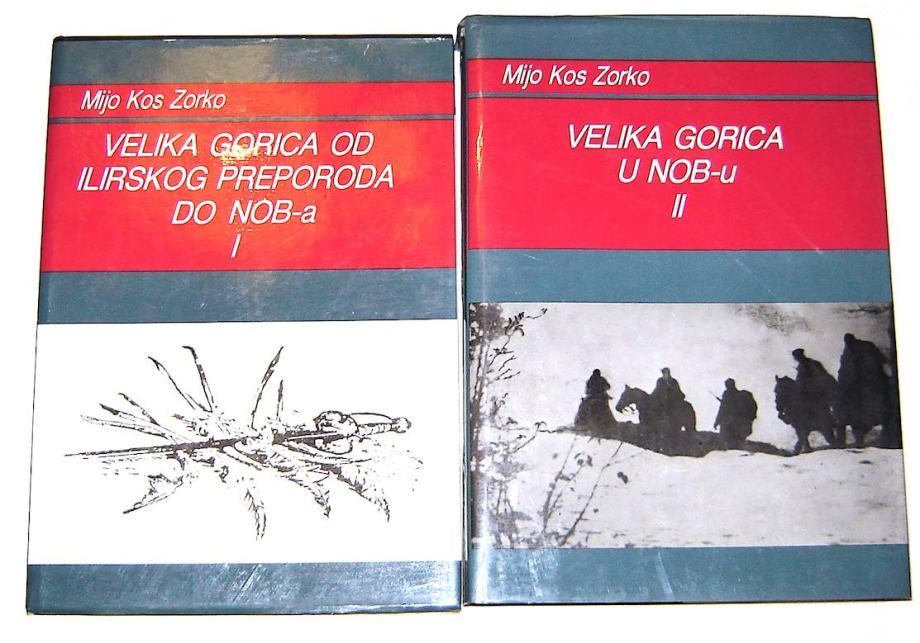 Mijo Kos Zorko
VELIKA GORICA OD
ILIRSKOG PREPORODA
DO NOB-a
I
Mijo Kos Zorko
VELIKA GORICA
U NOB-u
II